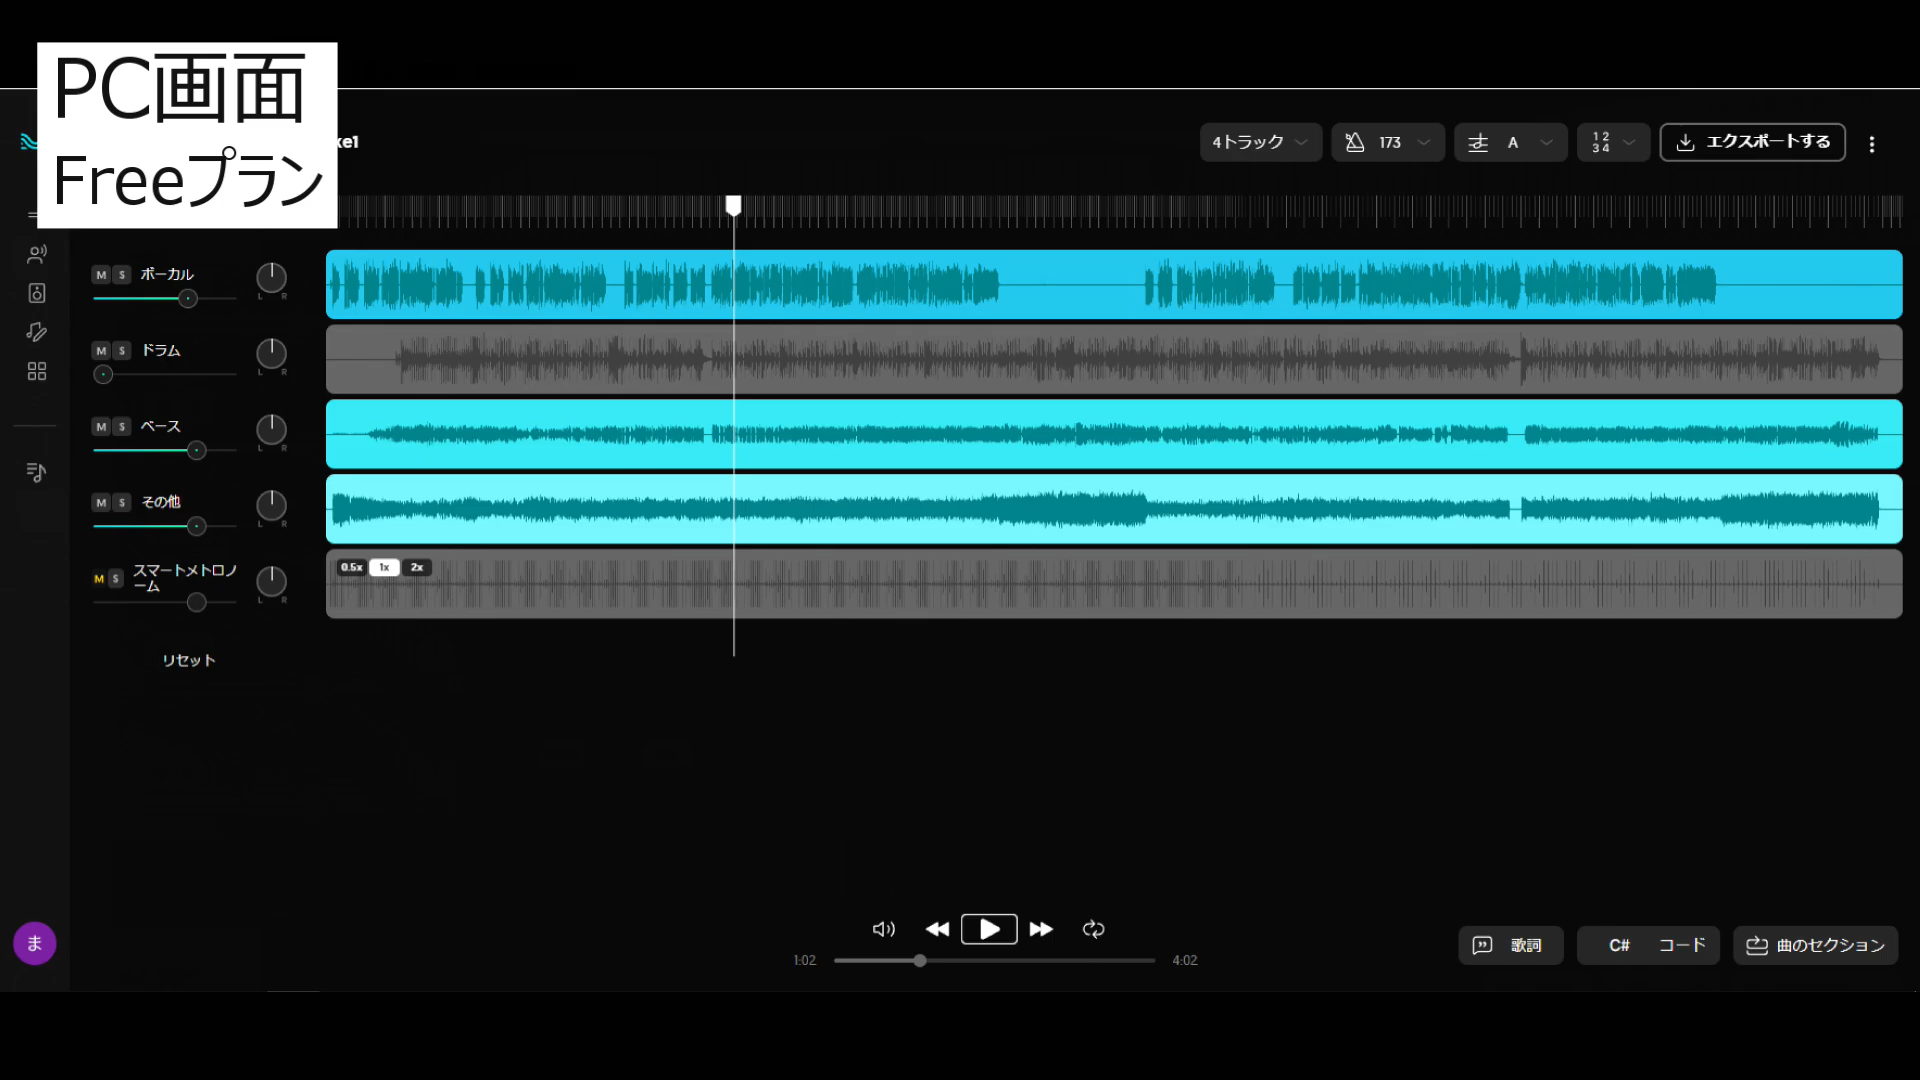 PC画面
Freeプラン
ke1
4トラック
173
A
1 2
3 4
エクスポートする
M S ボーカル
L R
M S ドラム
L R
M S ベース
L R
M S その他
L R
M S スマートメトロノ
ーム
L R
0.5x 1x 2x
リセット
1:02
4:02
ま
歌詞
C# コード
曲のセクション